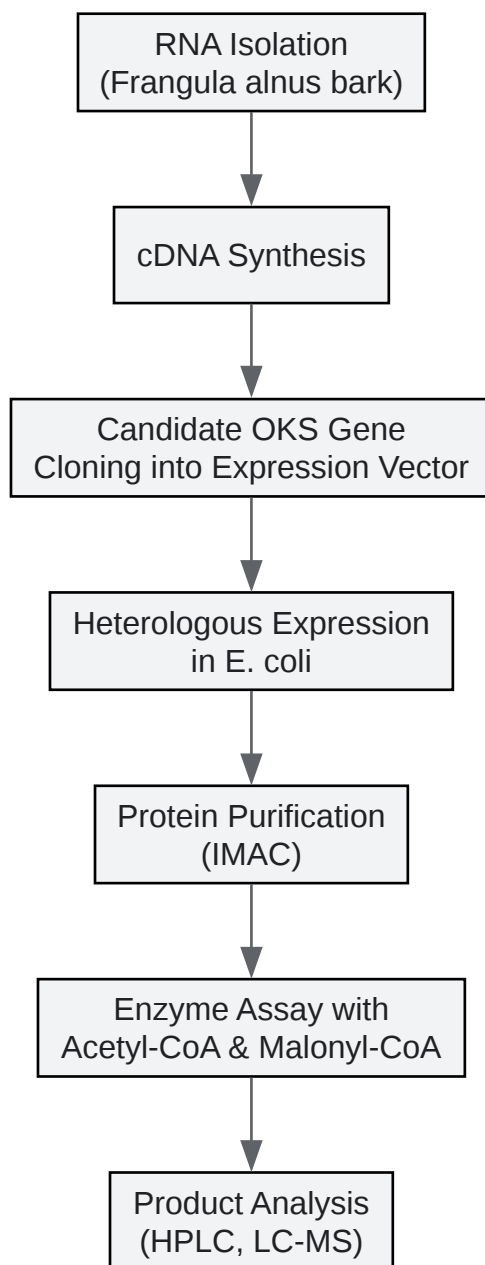 RNA Isolation
(Frangula alnus bark)
cDNA Synthesis
Candidate OKS Gene
Cloning into Expression Vector
Heterologous Expression
in E. coli
Protein Purification
(IMAC)
Enzyme Assay with
Acetyl-CoA & Malonyl-CoA
Product Analysis
(HPLC, LC-MS)